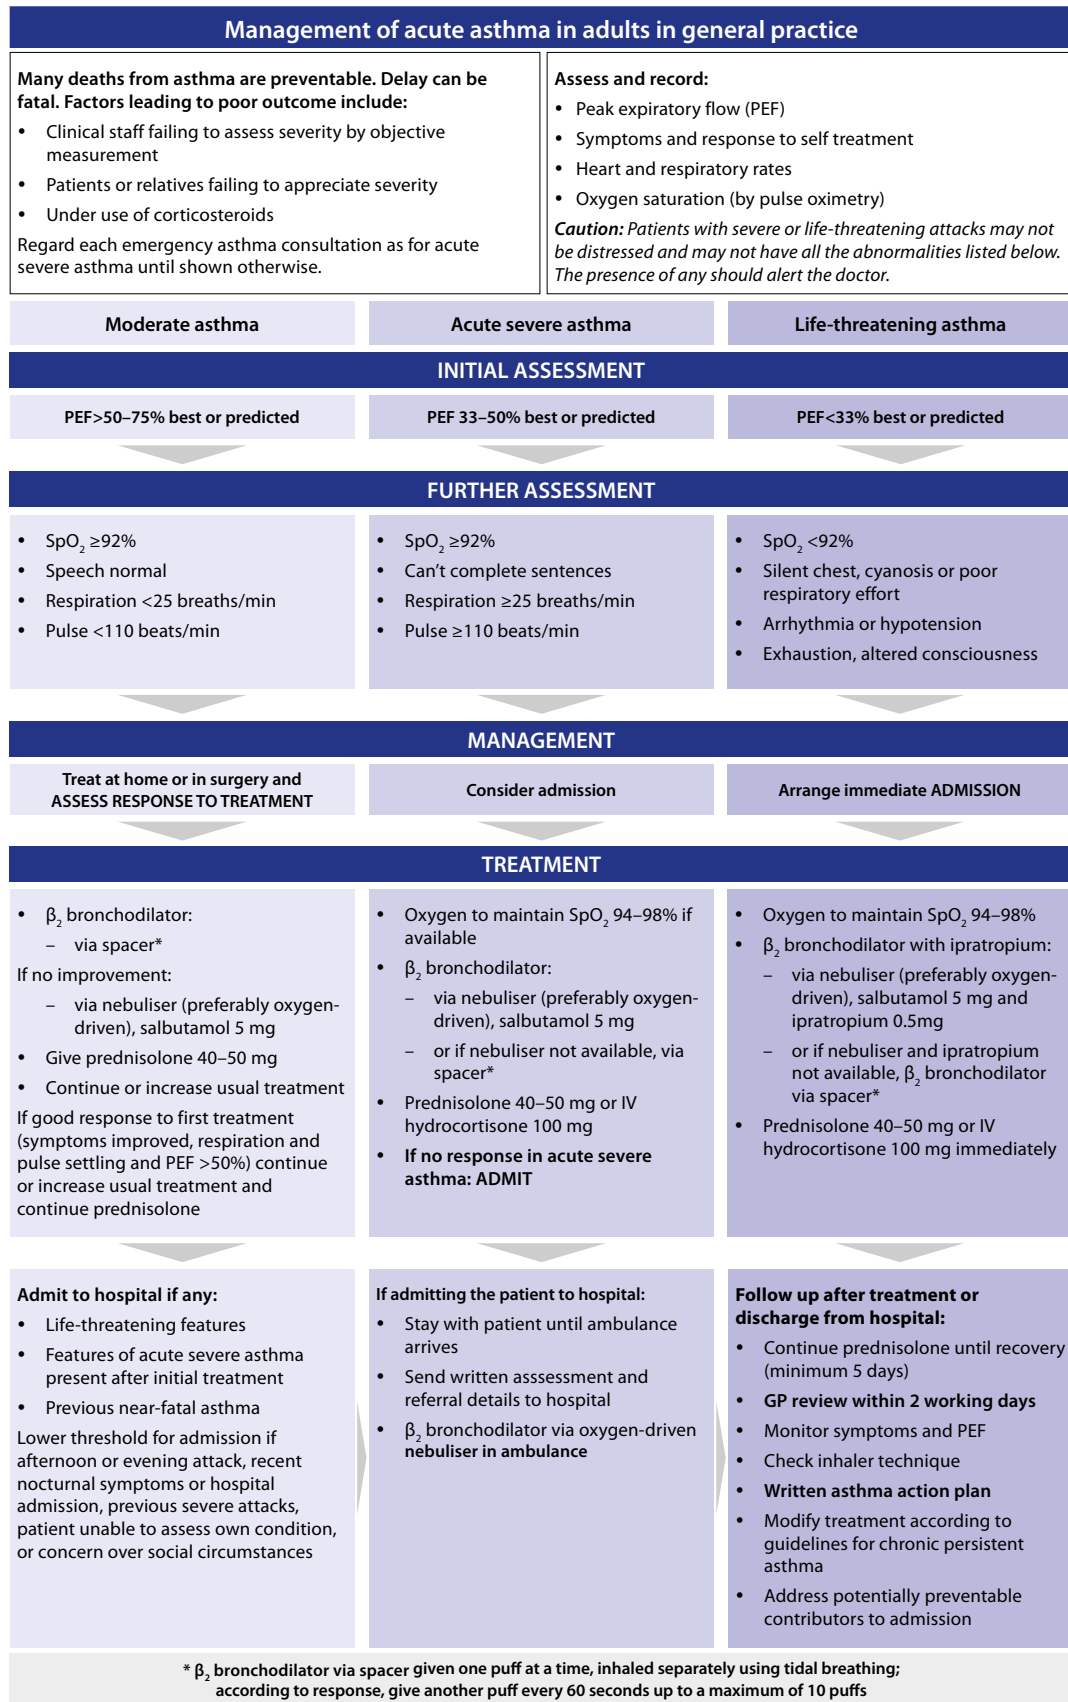 Management of acute asthma in adults in general practice
Many deaths from asthma are preventable. Delay can be
fatal. Factors leading to poor outcome include:
• Clinical staff failing to assess severity by objective
measurement
• Patients or relatives failing to appreciate severity
• Under use of corticosteroids
Regard each emergency asthma consultation as for acute
severe asthma until shown otherwise.
Assess and record:
• Peak expiratory flow (PEF)
• Symptoms and response to self treatment
• Heart and respiratory rates
• Oxygen saturation (by pulse oximetry)
Caution: Patients with severe or life-threatening attacks may not
be distressed and may not have all the abnormalities listed below.
The presence of any should alert the doctor.
Moderate asthma
Acute severe asthma
Life-threatening asthma
INITIAL ASSESSMENT
PEF>50–75% best or predicted
PEF 33–50% best or predicted
PEF<33% best or predicted
FURTHER ASSESSMENT
• SpO₂ ≥92%
• Speech normal
• Respiration <25 breaths/min
• Pulse <110 beats/min
• SpO₂ ≥92%
• Can't complete sentences
• Respiration ≥25 breaths/min
• Pulse ≥110 beats/min
• SpO₂ <92%
• Silent chest, cyanosis or poor
respiratory effort
• Arrhythmia or hypotension
• Exhaustion, altered consciousness
MANAGEMENT
Treat at home or in surgery and
ASSESS RESPONSE TO TREATMENT
Consider admission
Arrange immediate ADMISSION
TREATMENT
• β₂ bronchodilator:
– via spacer*
If no improvement:
– via nebuliser (preferably oxygen-
driven), salbutamol 5 mg
• Give prednisolone 40–50 mg
• Continue or increase usual treatment
If good response to first treatment
(symptoms improved, respiration and
pulse settling and PEF >50%) continue
or increase usual treatment and
continue prednisolone
• Oxygen to maintain SpO₂ 94–98% if
available
• β₂ bronchodilator:
– via nebuliser (preferably oxygen-
driven), salbutamol 5 mg
– or if nebuliser not available, via
spacer*
• Prednisolone 40–50 mg or IV
hydrocortisone 100 mg
• If no response in acute severe
asthma: ADMIT
• Oxygen to maintain SpO₂ 94–98%
• β₂ bronchodilator with ipratropium:
– via nebuliser (preferably oxygen-
driven), salbutamol 5 mg and
ipratropium 0.5mg
– or if nebuliser and ipratropium
not available, β₂ bronchodilator
via spacer*
• Prednisolone 40–50 mg or IV
hydrocortisone 100 mg immediately
Admit to hospital if any:
• Life-threatening features
• Features of acute severe asthma
present after initial treatment
• Previous near-fatal asthma
Lower threshold for admission if
afternoon or evening attack, recent
nocturnal symptoms or hospital
admission, previous severe attacks,
patient unable to assess own condition,
or concern over social circumstances
If admitting the patient to hospital:
• Stay with patient until ambulance
arrives
• Send written asssessment and
referral details to hospital
• β₂ bronchodilator via oxygen-driven
nebuliser in ambulance
Follow up after treatment or
discharge from hospital:
• Continue prednisolone until recovery
(minimum 5 days)
• GP review within 2 working days
• Monitor symptoms and PEF
• Check inhaler technique
• Written asthma action plan
• Modify treatment according to
guidelines for chronic persistent
asthma
• Address potentially preventable
contributors to admission
* β₂ bronchodilator via spacer given one puff at a time, inhaled separately using tidal breathing;
according to response, give another puff every 60 seconds up to a maximum of 10 puffs